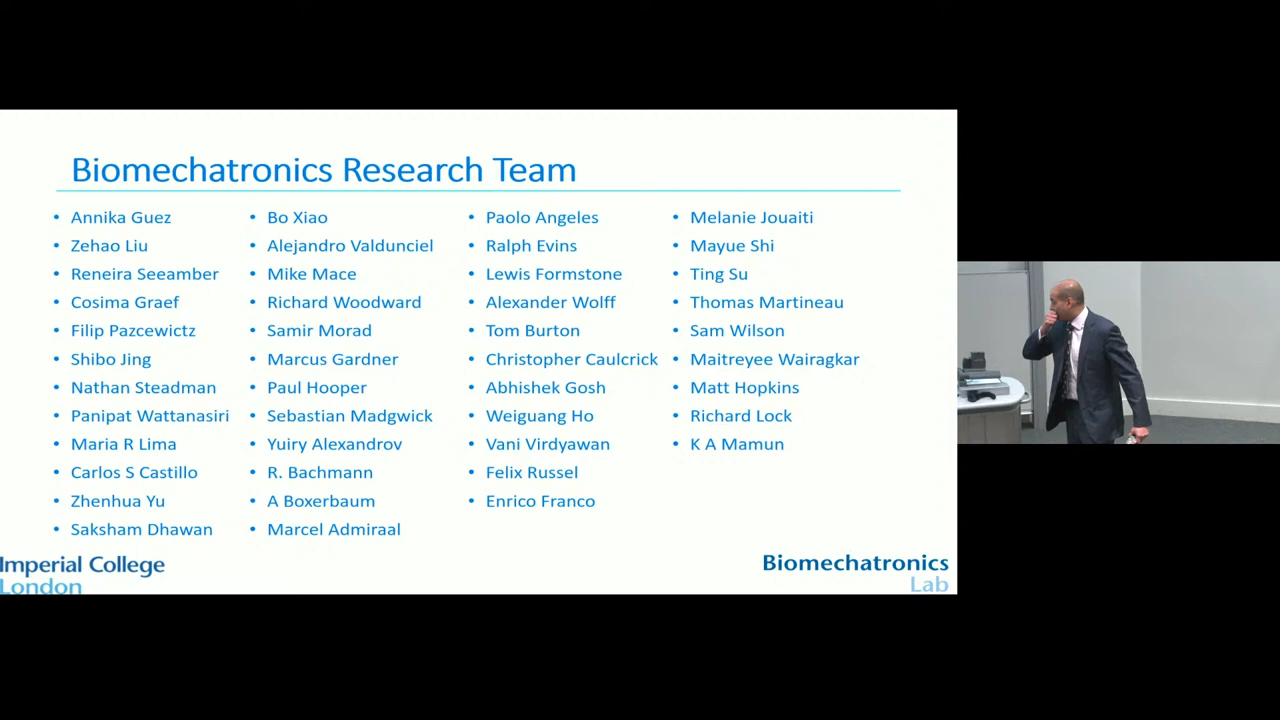 Biomechatronics Research Team
• Annika Guez
• Zehao Liu
• Reneira Seeamber
• Cosima Graef
• Filip Pazcewictz
• Shibo Jing
• Nathan Steadman
• Panipat Wattanasiri
• Maria R Lima
• Carlos S Castillo
• Zhenhua Yu
• Saksham Dhawan
• Bo Xiao
• Alejandro Valdunciel
• Mike Mace
• Richard Woodward
• Samir Morad
• Marcus Gardner
• Paul Hooper
• Sebastian Madgwick
• Yuiry Alexandrov
• R. Bachmann
• A Boxerbaum
• Marcel Admiraal
• Paolo Angeles
• Ralph Evins
• Lewis Formstone
• Alexander Wolff
• Tom Burton
• Christopher Caulcrick
• Abhishek Gosh
• Weiguang Ho
• Vani Virdyawan
• Felix Russel
• Enrico Franco
• Melanie Jouaiti
• Mayue Shi
• Ting Su
• Thomas Martineau
• Sam Wilson
• Maitreyee Wairagkar
• Matt Hopkins
• Richard Lock
• K A Mamun
Imperial College
London
Biomechatronics
Lab